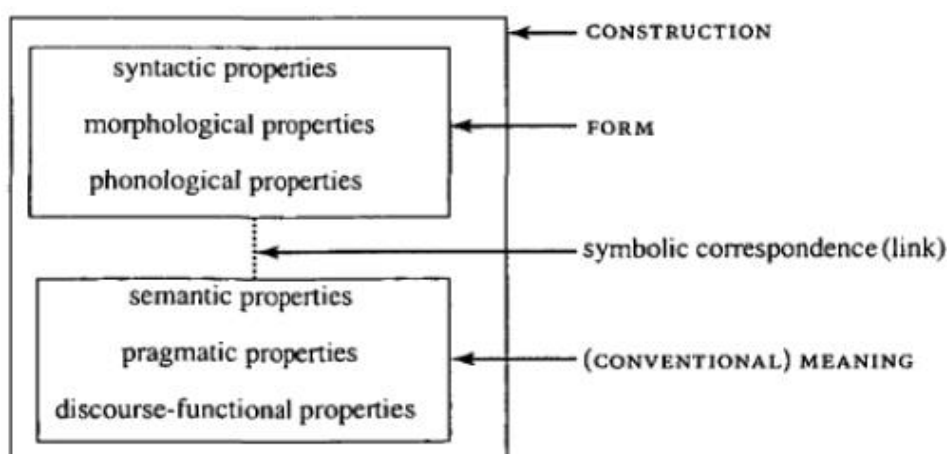 CONSTRUCTION
syntactic properties
morphological properties
FORM
phonological properties
symbolic correspondence (link)
semantic properties
pragmatic properties
(CONVENTIONAL) MEANING
discourse-functional properties